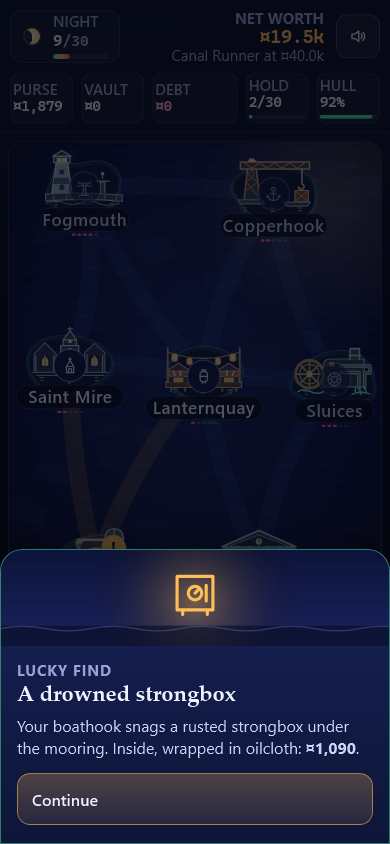 NIGHT
9/30
NET WORTH
¤19.5k
Canal Runner at ¤40.0k
PURSE
¤1,879
VAULT
¤0
DEBT
¤0
HOLD
2/30
HULL
92%
Fogmouth
Copperhook
Saint Mire
Lanternquay
Sluices
LUCKY FIND
A drowned strongbox
Your boathook snags a rusted strongbox under
the mooring. Inside, wrapped in oilcloth: ¤1,090.
Continue